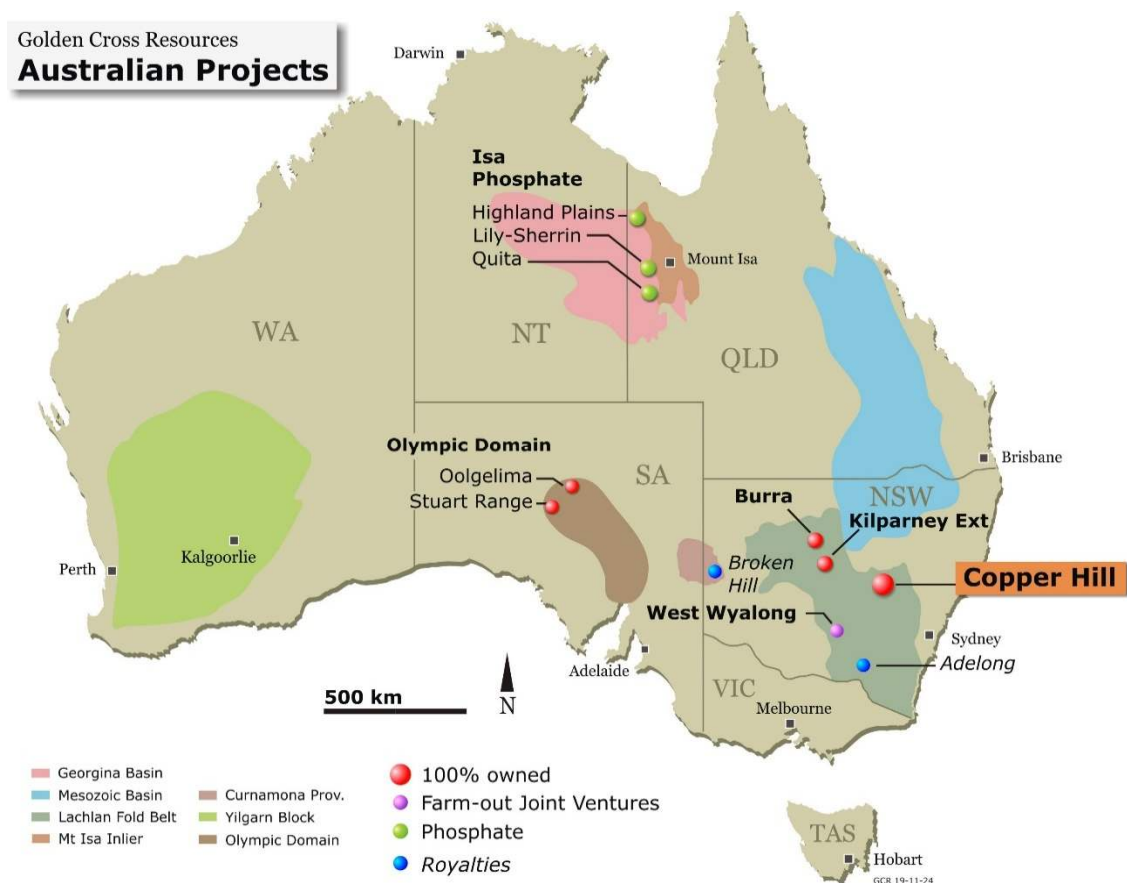 Golden Cross Resources
Australian Projects
Darwin
Isa
Phosphate
Highland Plains
Lily-Sherrin
Quita
Mount Isa
WA
NT
QLD
Olympic Domain
Oolgelima
Stuart Range
SA
Brisbane
NSW
Burra
Kilparney Ext
Kalgoorlie
Perth
Broken
Hill
Copper Hill
West Wyalong
Sydney
Adelong
Adelaide
500 km
N
VIC
Melbourne
Georgina Basin
Mesozoic Basin
Lachlan Fold Belt
Mt Isa Inlier
Curnamona Prov.
Yilgarn Block
Olympic Domain
100% owned
Farm-out Joint Ventures
Phosphate
Royalties
TAS
Hobart
GCR 19-11-24